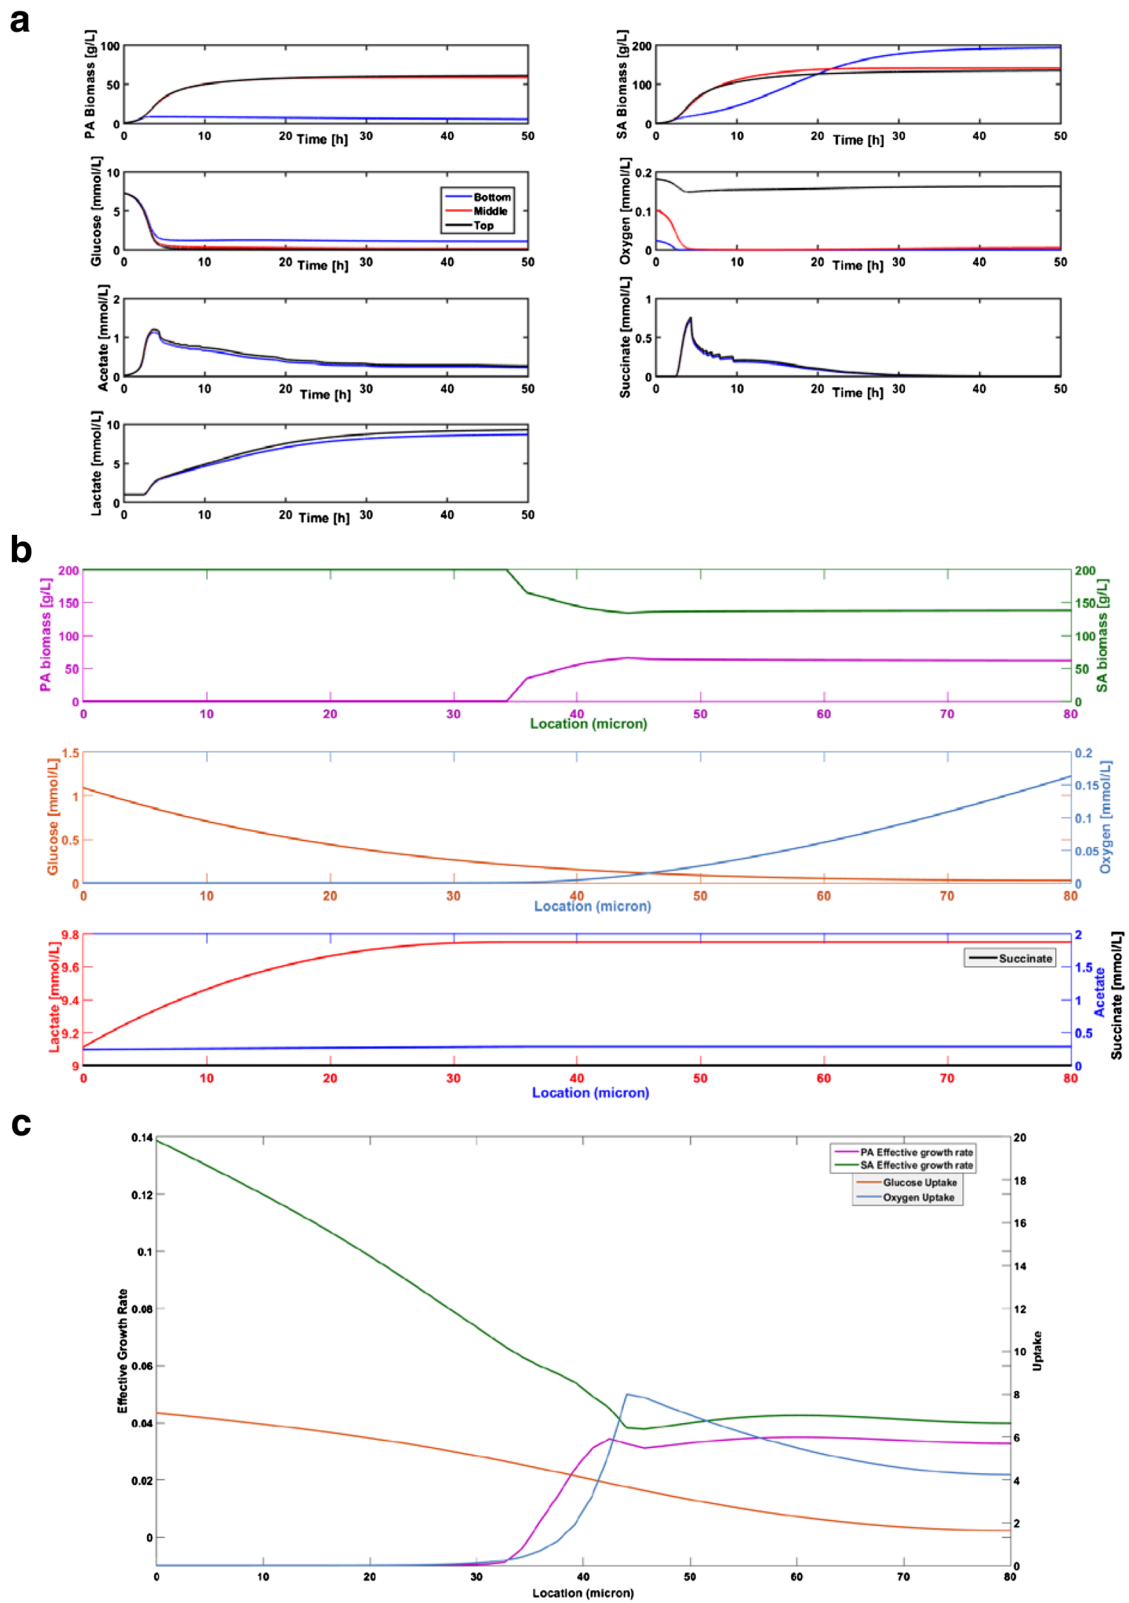 a
PA Biomass [g/L]
100
50
0
0 10 20 30 40 50
Time [h]
SA Biomass [g/L]
200
100
0
0 10 20 30 40 50
Time [h]
Glucose [mmol/L]
10
5
0
Bottom
Middle
Top
0 10 20 30 40 50
Time [h]
Oxygen [mmol/L]
0.2
0.1
0
0 10 20 30 40 50
Time [h]
Acetate [mmol/L]
2
1
0
0 10 20 30 40 50
Time [h]
Succinate [mmol/L]
1
0.5
0
0 10 20 30 40 50
Time [h]
Lactate [mmol/L]
10
5
0
0 10 20 30 40 50
Time [h]
b
PA biomass [g/L]
200
150
100
50
0
SA biomass [g/L]
200
150
100
50
0
0 10 20 30 40 50 60 70 80
Location (micron)
Glucose [mmol/L]
1.5
1
0.5
0
Oxygen [mmol/L]
0.2
0.15
0.1
0.05
0
0 10 20 30 40 50 60 70 80
Location (micron)
Lactate [mmol/L]
9.8
9.6
9.4
9.2
9
Succinate
2
1.5
1
0.5
0
Acetate
Succinate [mmol/L]
0 10 20 30 40 50 60 70 80
Location (micron)
c
Effective Growth Rate
0.14
0.12
0.1
0.08
0.06
0.04
0.02
0
PA Effective growth rate
SA Effective growth rate
Glucose Uptake
Oxygen Uptake
20
18
16
14
12
10
8
6
4
2
0
Uptake
0 10 20 30 40 50 60 70 80
Location (micron)